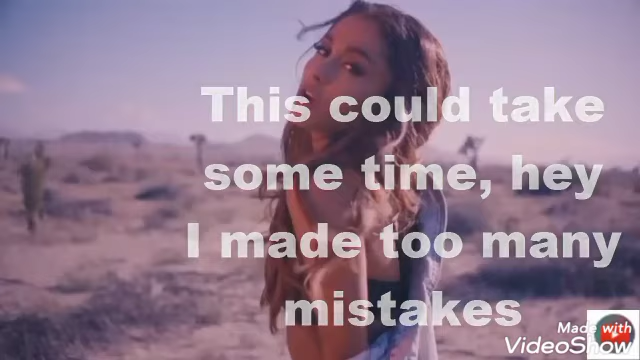 This could take
some time, hey
I made too many
mistakes
Made with
VideoShow